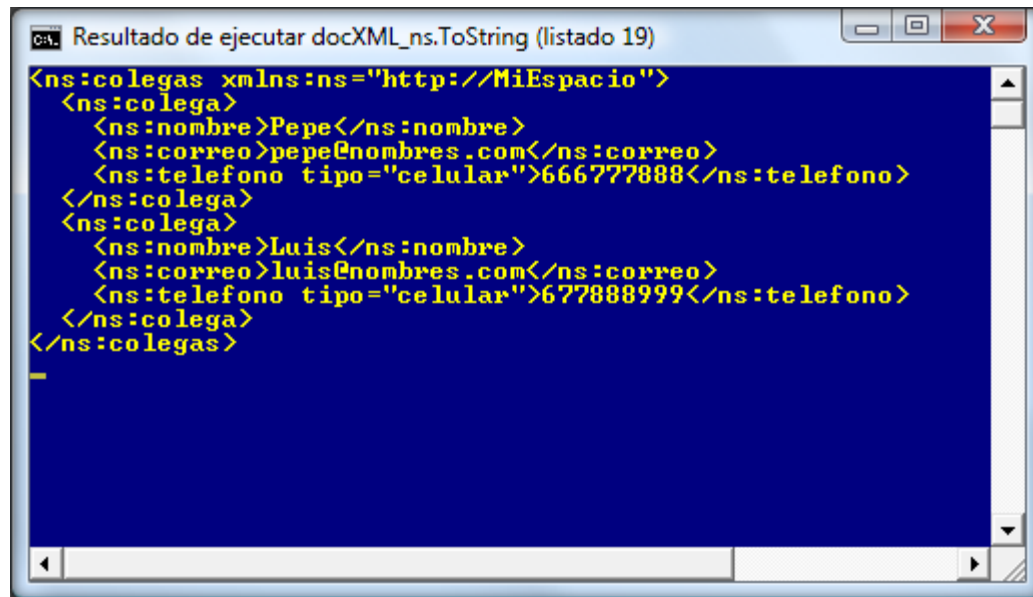 Resultado de ejecutar docXML_ns.ToString (listado 19)
<ns:colegas xmlns:ns="http://MiEspacio">
  <ns:colega>
    <ns:nombre>Pepe</ns:nombre>
    <ns:correo>pepe@nombres.com</ns:correo>
    <ns:telefono tipo="celular">666777888</ns:telefono>
  </ns:colega>
  <ns:colega>
    <ns:nombre>Luis</ns:nombre>
    <ns:correo>luis@nombres.com</ns:correo>
    <ns:telefono tipo="celular">677888999</ns:telefono>
  </ns:colega>
</ns:colegas>